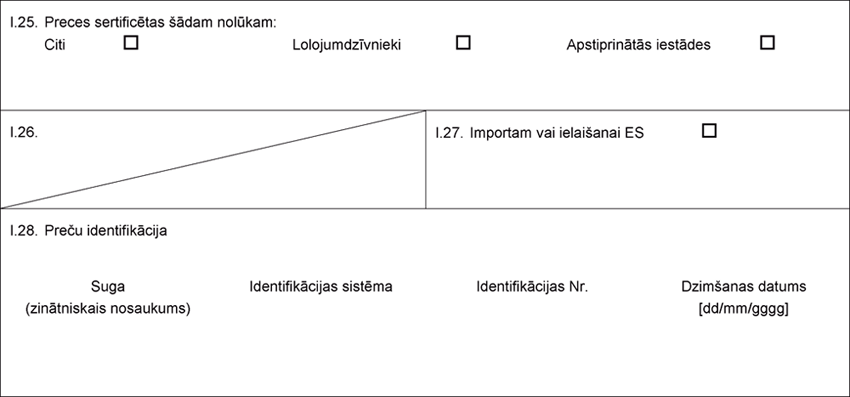 I.25. Preces sertificētas šādam nolūkam:
Citi ☐ Lolojumdzīvnieki ☐ Apstiprinātās iestādes ☐
I.26.
I.27. Importam vai ielaišanai ES ☐
I.28. Preču identifikācija
Suga Identifikācijas sistēma Identifikācijas Nr. Dzimšanas datums
(zinātniskais nosaukums) [dd/mm/gggg]